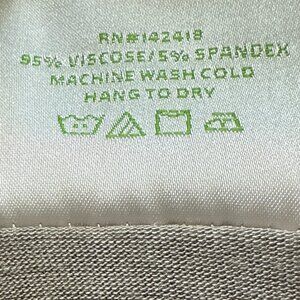 RN#142418
95% VISCOSE/5% SPANDEX
MACHINE WASH COLD
HANG TO DRY